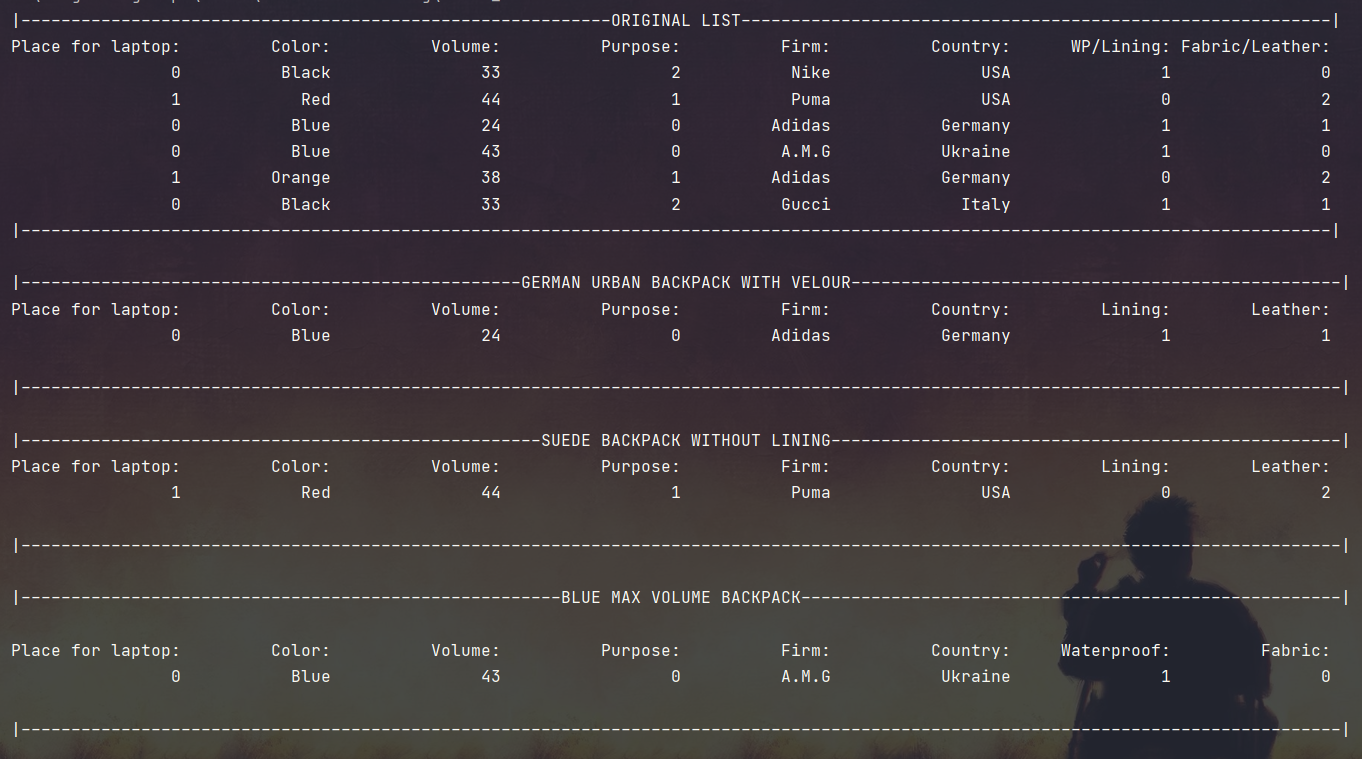 |-----------------------------------------------------------ORIGINAL LIST-----------------------------------------------------------|
Place for laptop: Color: Volume: Purpose: Firm: Country: WP/Lining: Fabric/Leather:
0 Black 33 2 Nike USA 1 0
1 Red 44 1 Puma USA 0 2
0 Blue 24 0 Adidas Germany 1 1
0 Blue 43 0 A.M.G Ukraine 1 0
1 Orange 38 1 Adidas Germany 0 2
0 Black 33 2 Gucci Italy 1 1
|-----------------------------------------------------------------------------------------------------------------------------------|
|--------------------------------------------------GERMAN URBAN BACKPACK WITH VELOUR-------------------------------------------------|
Place for laptop: Color: Volume: Purpose: Firm: Country: Lining: Leather:
0 Blue 24 0 Adidas Germany 1 1
|------------------------------------------------------------------------------------------------------------------------------------|
|----------------------------------------------------SUEDE BACKPACK WITHOUT LINING---------------------------------------------------|
Place for laptop: Color: Volume: Purpose: Firm: Country: Lining: Leather:
1 Red 44 1 Puma USA 0 2
|------------------------------------------------------------------------------------------------------------------------------------|
|------------------------------------------------------BLUE MAX VOLUME BACKPACK------------------------------------------------------|
Place for laptop: Color: Volume: Purpose: Firm: Country: Waterproof: Fabric:
0 Blue 43 0 A.M.G Ukraine 1 0
|------------------------------------------------------------------------------------------------------------------------------------|